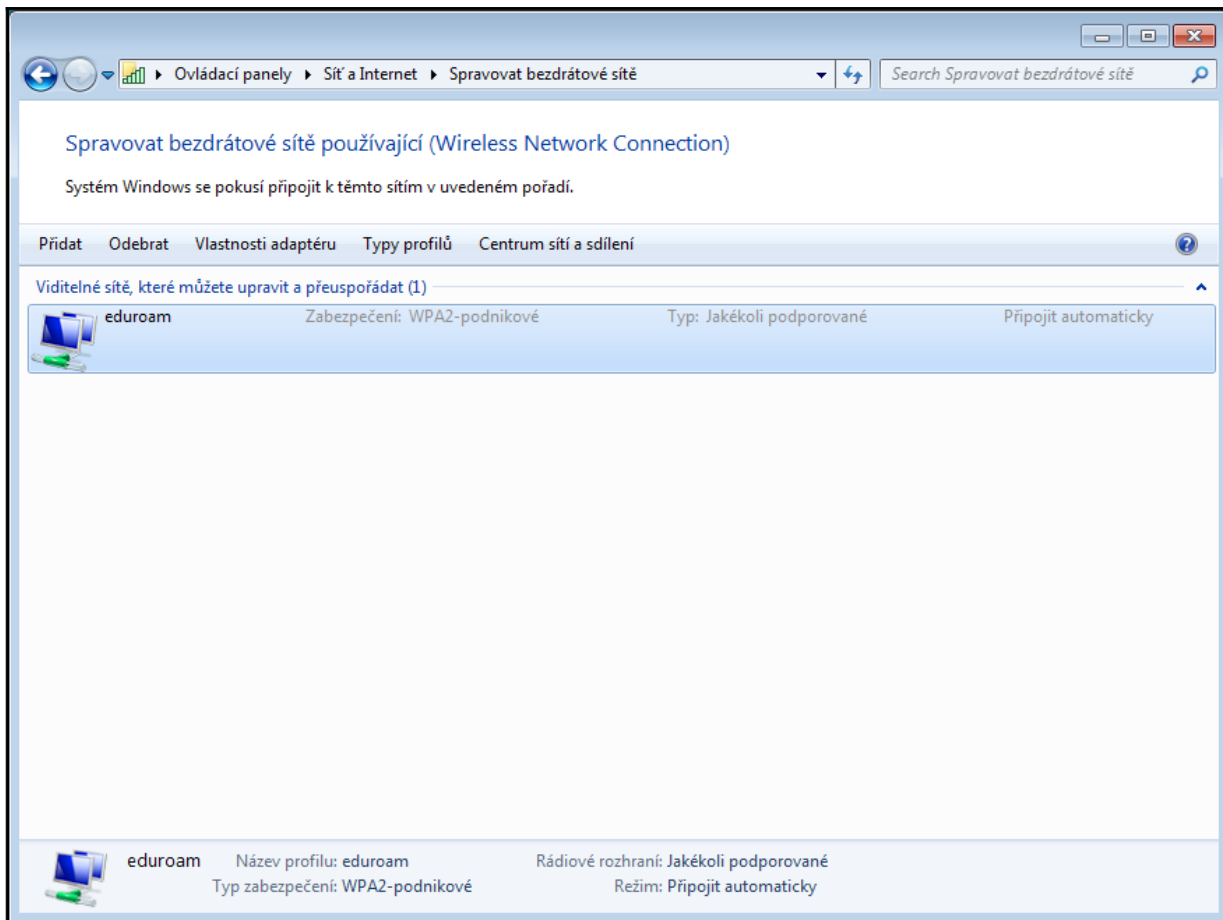 Ovládací panely Síť a Internet Spravovat bezdrátové sítě Search Spravovat bezdrátové sítě
Spravovat bezdrátové sítě používající (Wireless Network Connection)
Systém Windows se pokusí připojit k těmto sítím v uvedeném pořadí.
Přidat Odebrat Vlastnosti adaptéru Typy profilů Centrum sítí a sdílení ?
Viditelné sítě, které můžete upravit a přeuspořádat (1)
eduroam Zabezpečení: WPA2-podnikové Typ: Jakékoli podporované Připojit automaticky
eduroam Název profilu: eduroam Rádiové rozhraní: Jakékoli podporované
Typ zabezpečení: WPA2-podnikové Režim: Připojit automaticky